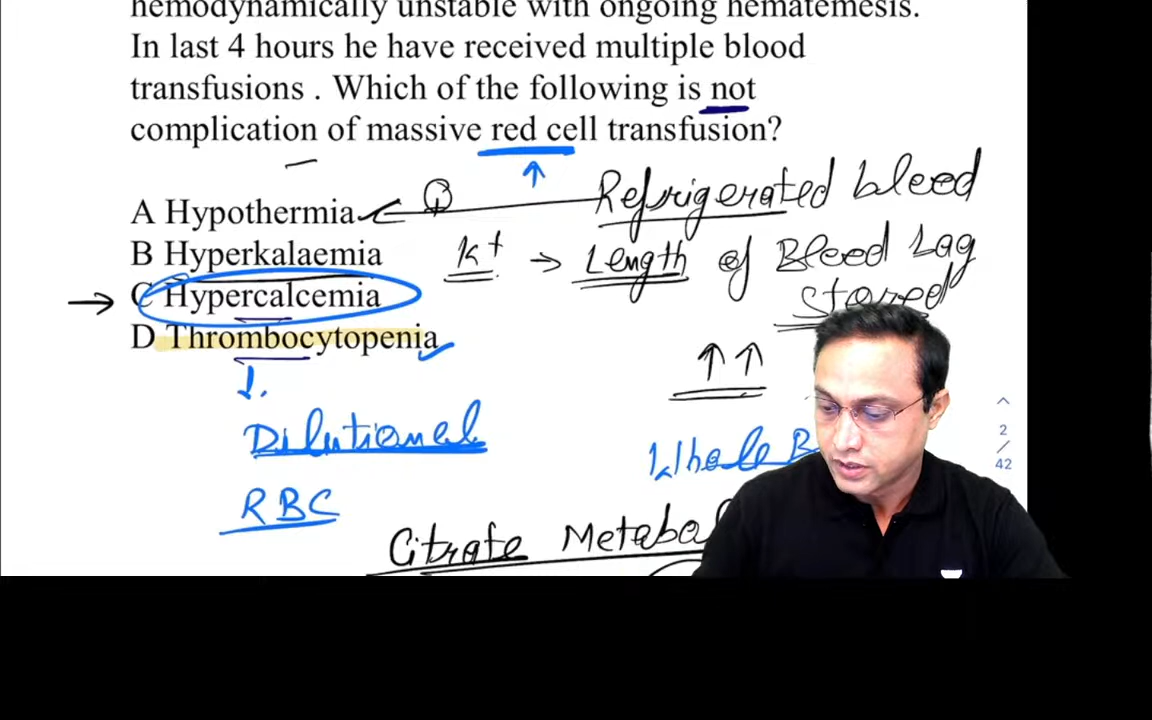 hemodynamically unstable with ongoing hematemesis.
In last 4 hours he have received multiple blood
transfusions . Which of the following is not
complication of massive red cell transfusion?
A Hypothermia
Refrigerated blood
B Hyperkalaemia
K+ → Length of Blood bag
stored
→ C Hypercalcemia
D Thrombocytopenia
↑ ↑
Dilutional
Whole B
RBC
Citrate Metabo
2
/
42